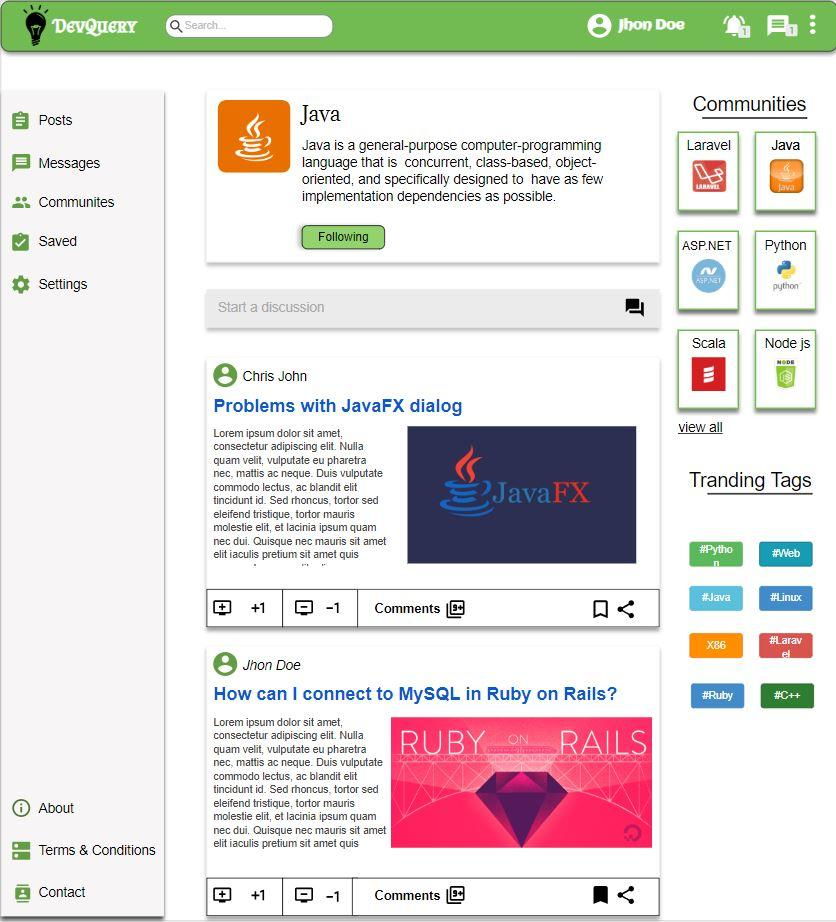 DevQuery
Search...
Jhon Doe
1
1
Posts
Messages
Communites
Saved
Settings
About
Terms & Conditions
Contact
Java
Java is a general-purpose computer-programming
language that is concurrent, class-based, object-
oriented, and specifically designed to have as few
implementation dependencies as possible.
Following
Start a discussion
Chris John
Problems with JavaFX dialog
Lorem ipsum dolor sit amet,
consectetur adipiscing elit. Nulla
quam velit, vulputate eu pharetra
nec, mattis ac neque. Duis vulputate
commodo lectus, ac blandit elit
tincidunt id. Sed rhoncus, tortor sed
eleifend tristique, tortor mauris
molestie elit, et lacinia ipsum quam
nec dui. Quisque nec mauris sit amet
elit iaculis pretium sit amet quis
JavaFX
+1
−1
Comments
9+
Jhon Doe
How can I connect to MySQL in Ruby on Rails?
Lorem ipsum dolor sit amet,
consectetur adipiscing elit. Nulla
quam velit, vulputate eu pharetra
nec, mattis ac neque. Duis vulputate
commodo lectus, ac blandit elit
tincidunt id. Sed rhoncus, tortor sed
eleifend tristique, tortor mauris
molestie elit, et lacinia ipsum quam
nec dui. Quisque nec mauris sit amet
elit iaculis pretium sit amet quis
RUBY ON RAILS
+1
−1
Comments
9+
Communities
Laravel
LARAVEL
Java
Java
ASP.NET
ASP.NET
Python
python
Scala
Node js
NODE
JS
view all
Tranding Tags
#Pytho
n
#Web
#Java
#Linux
X86
#Larav
el
#Ruby
#C++